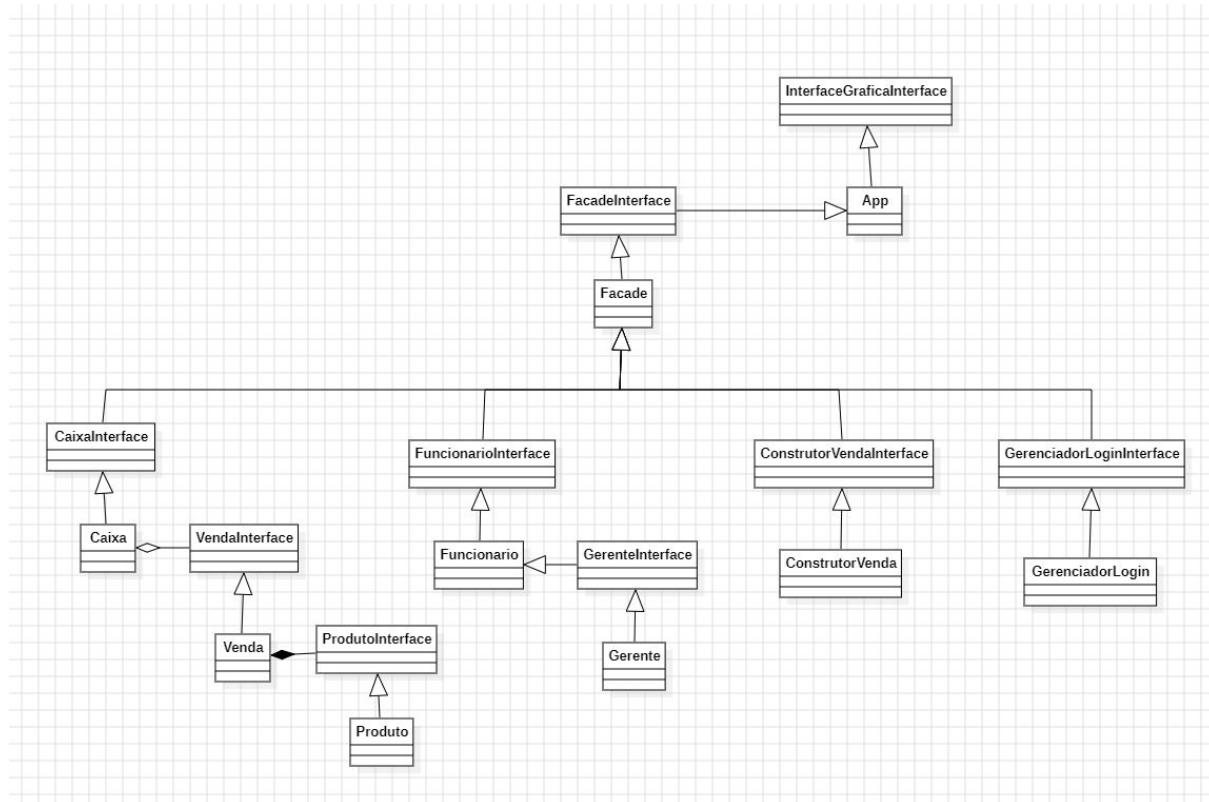 InterfaceGraficaInterface
FacadeInterface
App
Facade
CaixaInterface
FuncionarioInterface
ConstrutorVendaInterface
GerenciadorLoginInterface
Caixa
VendaInterface
Funcionario
GerenteInterface
ConstrutorVenda
GerenciadorLogin
Venda
ProdutoInterface
Gerente
Produto